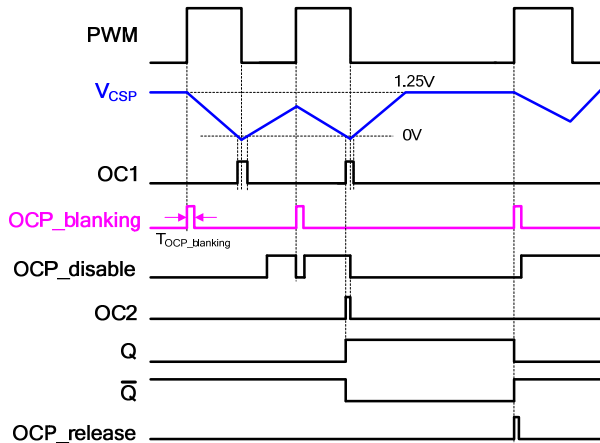 PWM
VCSP
1.25V
0V
OC1
OCP_blanking
TOCP_blanking
OCP_disable
OC2
Q
Q̅
OCP_release